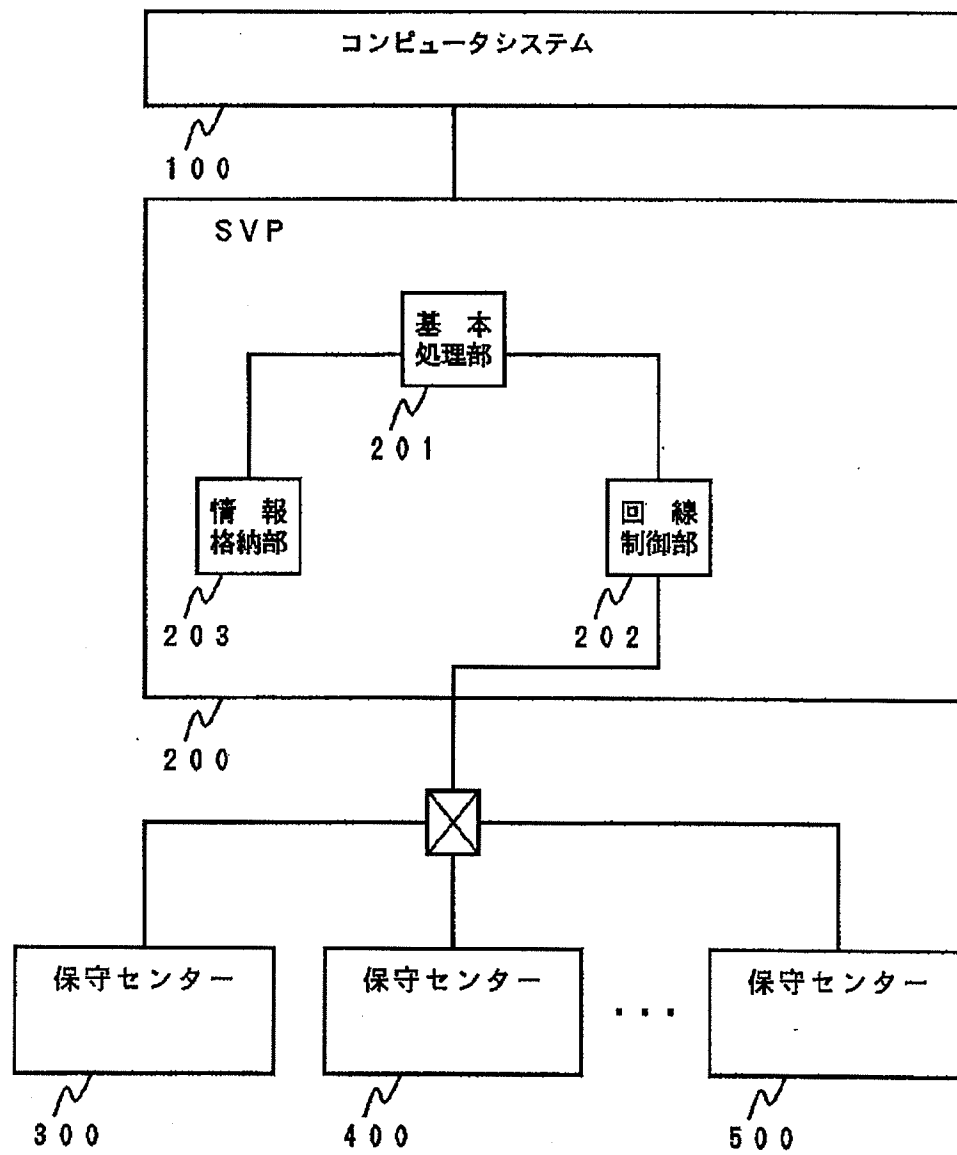 コンピュータシステム
100
SVP
基本
処理部
201
情報
格納部
203
回線
制御部
202
200
保守センター
300
保守センター
400
・・・
保守センター
500